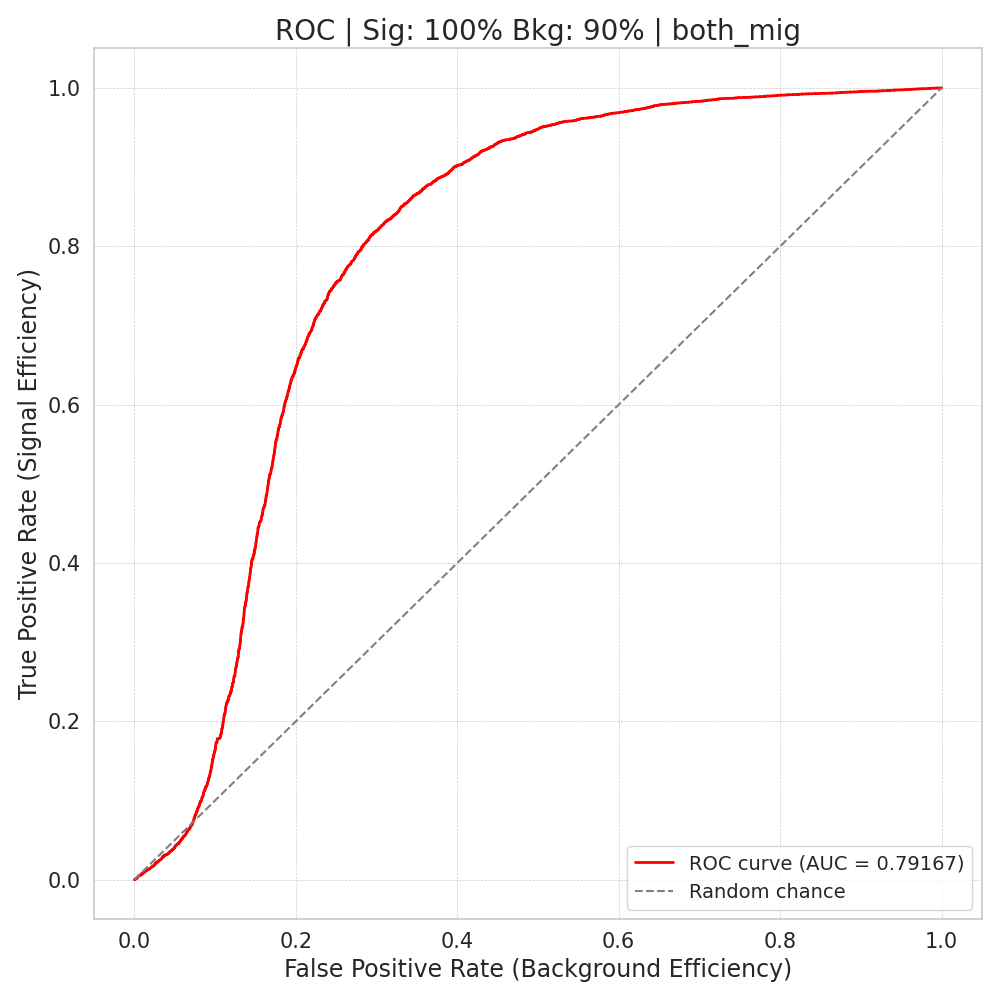 ROC | Sig: 100% Bkg: 90% | both_mig
True Positive Rate (Signal Efficiency)
1.0
0.8
0.6
0.4
0.2
0.0
0.0 0.2 0.4 0.6 0.8 1.0
False Positive Rate (Background Efficiency)
ROC curve (AUC = 0.79167)
Random chance